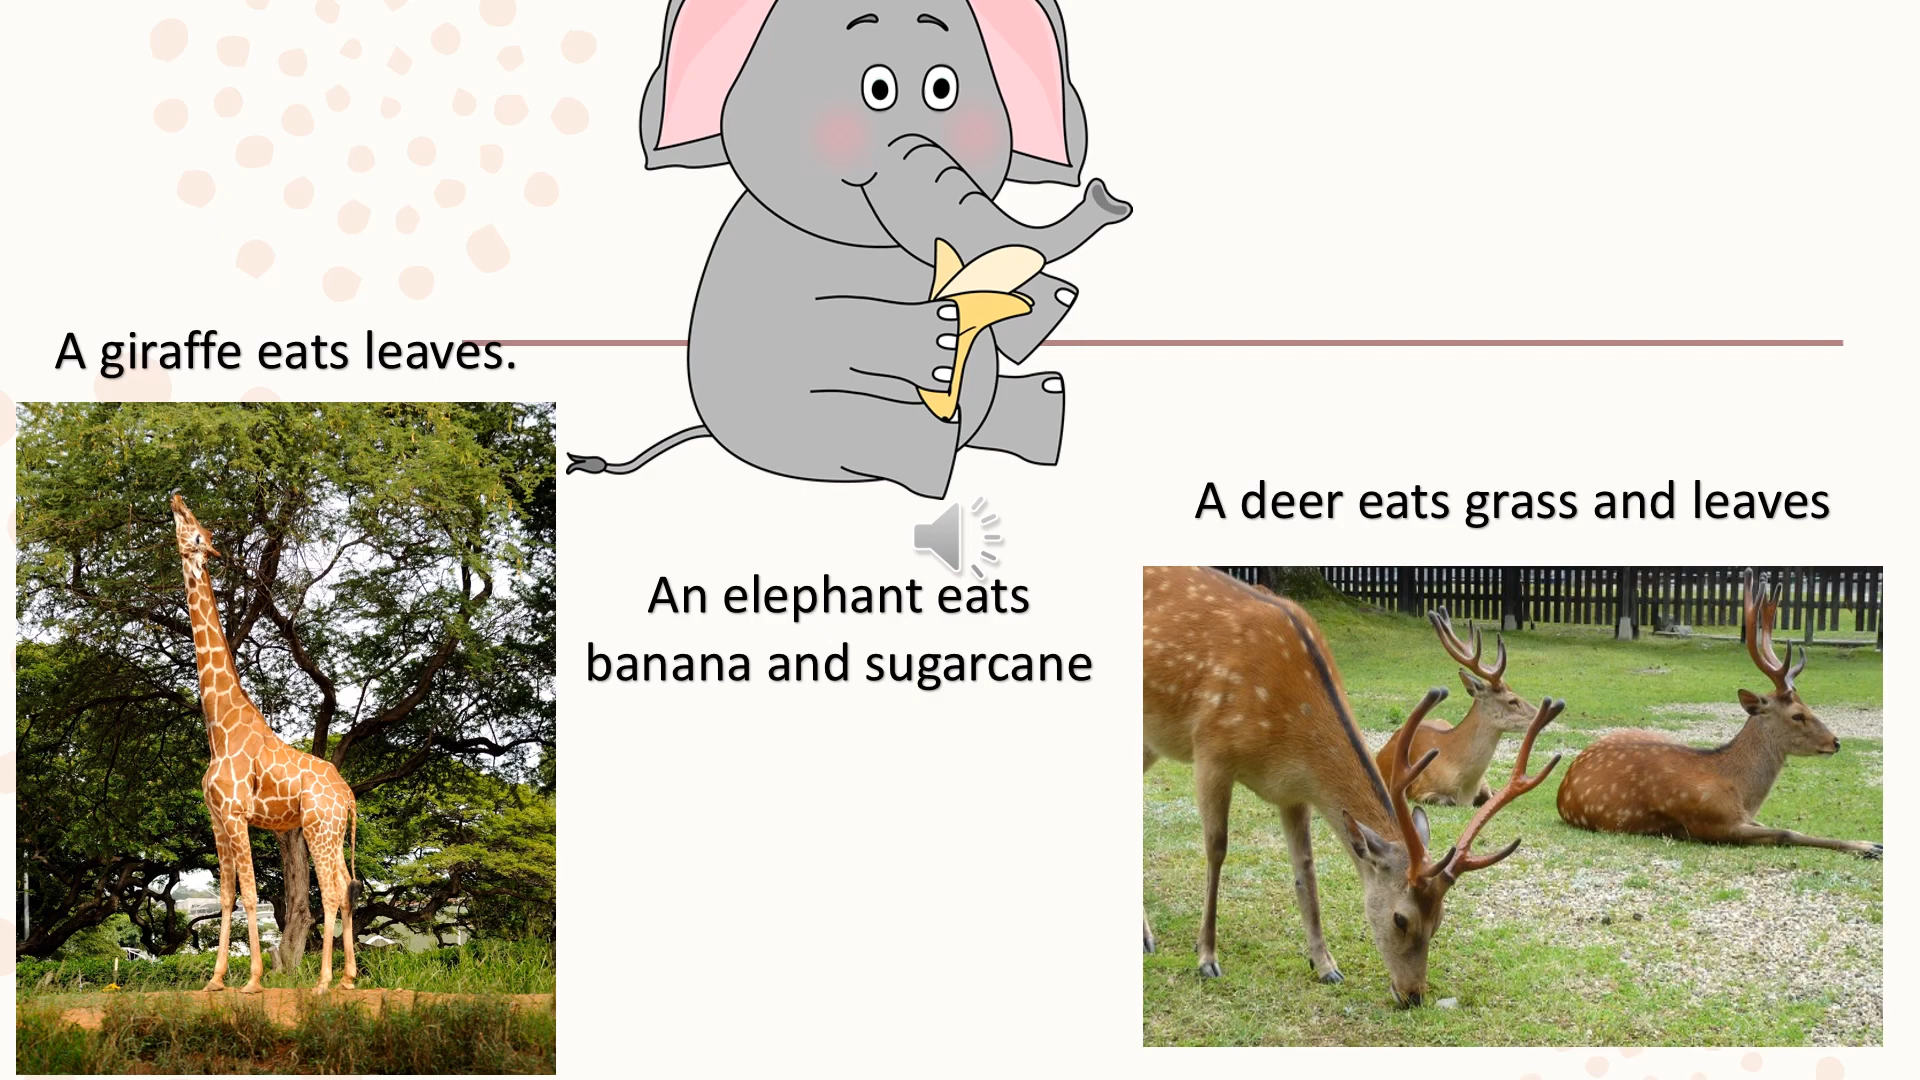 A giraffe eats leaves.
An elephant eats
banana and sugarcane
A deer eats grass and leaves